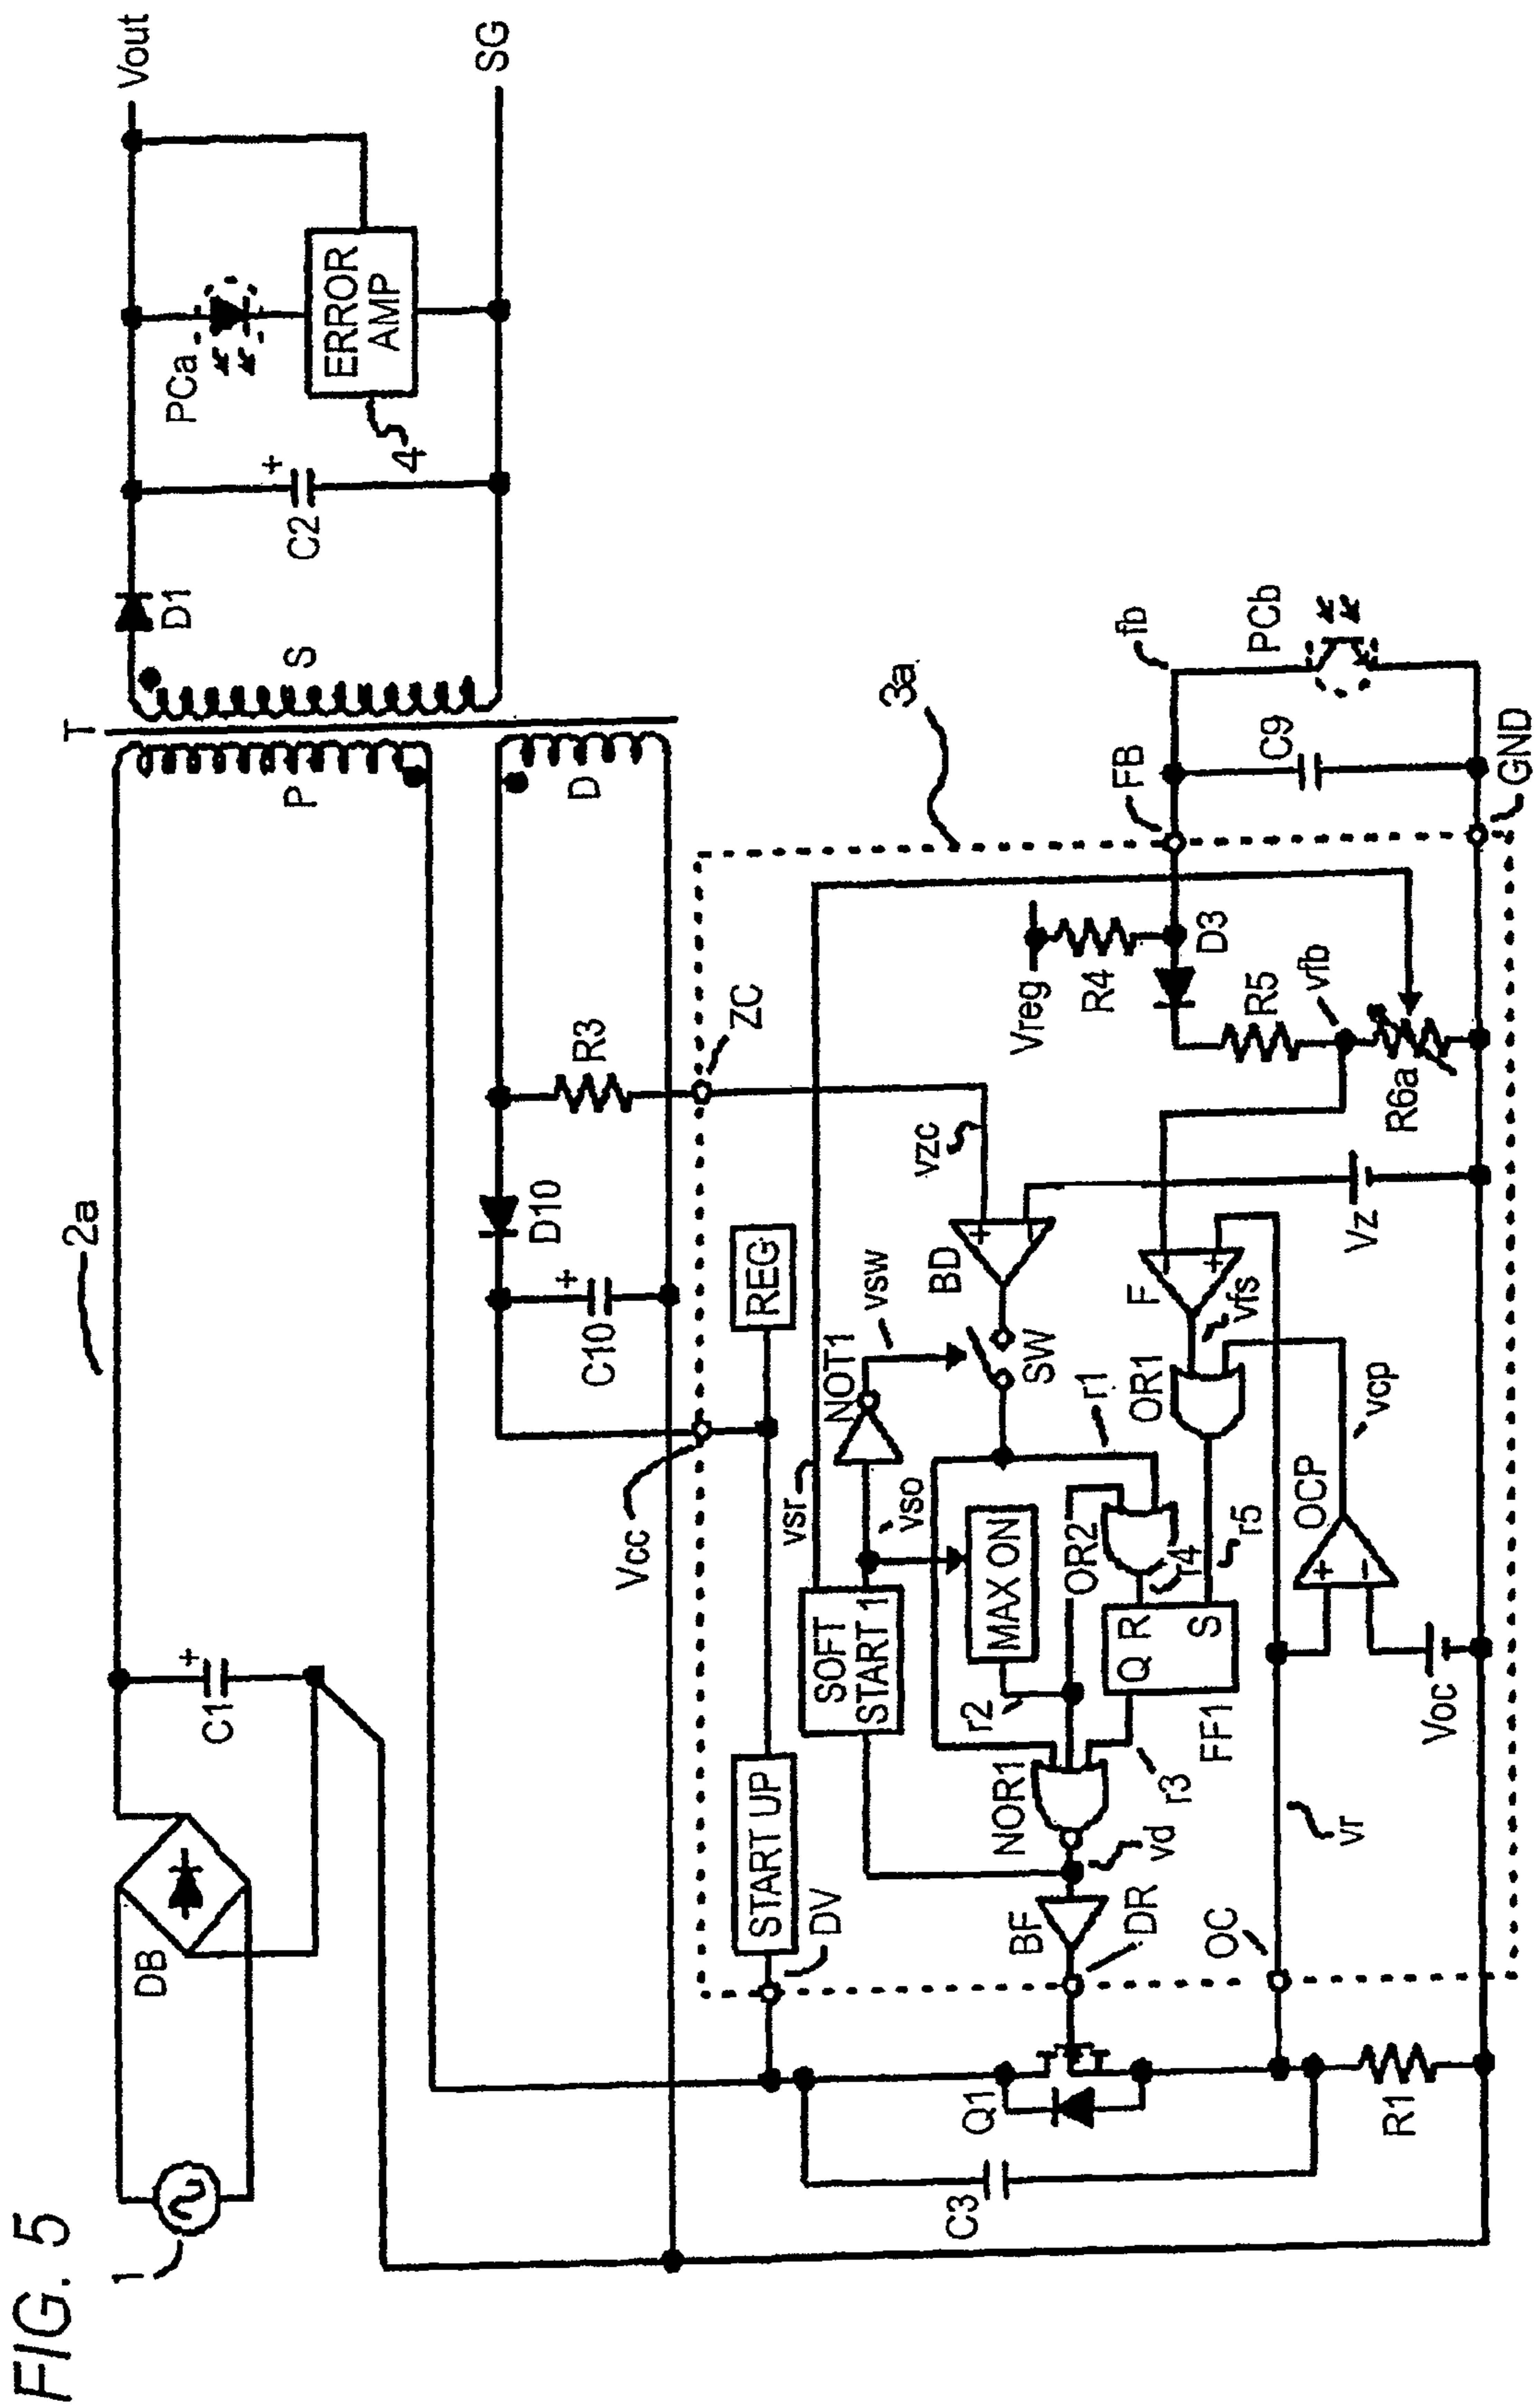 FIG. 5
1
DB
C1
+
2a
T
P
S
D1
C2
+
PCa
ERROR
AMP
4
Vout
SG
D
D10
C10
+
R3
Vcc
ZC
3a
START UP
DV
REG
SOFT
START 1
vsr
NOT1
vsw
vso
MAX ON
SW
BD
+
−
vzc
Vreg
R4
D3
FB
fb
PCb
C9
GND
R5
vfb
R6a
Vz
F
−
+
vfs
OR1
r1
OR2
r4
r5
Q R
S
FF1
r2
r3
NOR1
vd
BF
DR
OC
vr
OCP
+
−
vcp
Voc
Q1
C3
R1